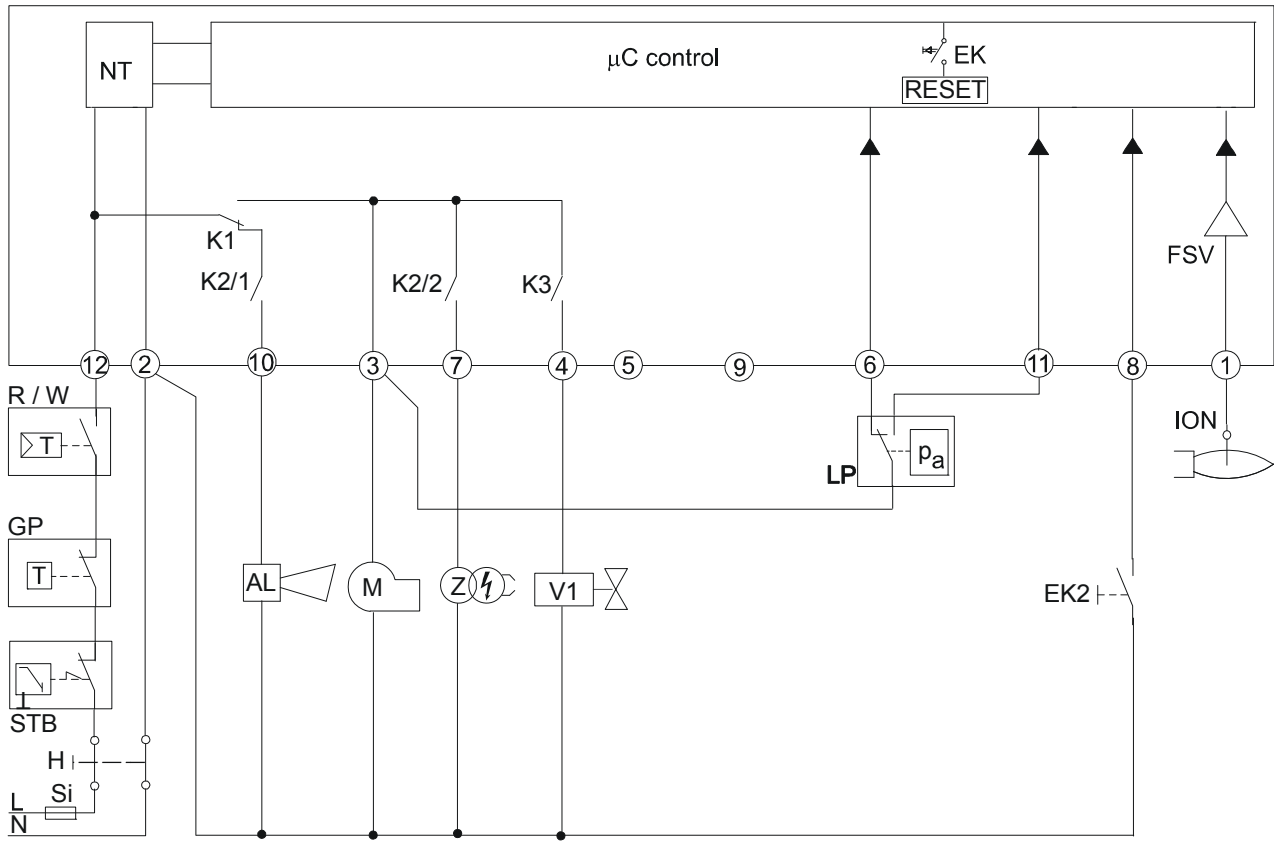 NT
μC control
EK
RESET
K1
K2/1
K2/2
K3
FSV
12
2
10
3
7
4
5
9
6
11
8
1
R / W
T
ION
LP
pa
GP
T
AL
M
Z
V1
EK2
STB
H
Si
L
N